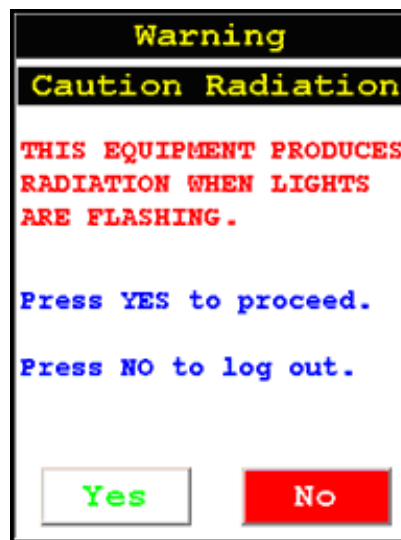 Warning
Caution Radiation
THIS EQUIPMENT PRODUCES
RADIATION WHEN LIGHTS
ARE FLASHING.
Press YES to proceed.
Press NO to log out.
Yes No